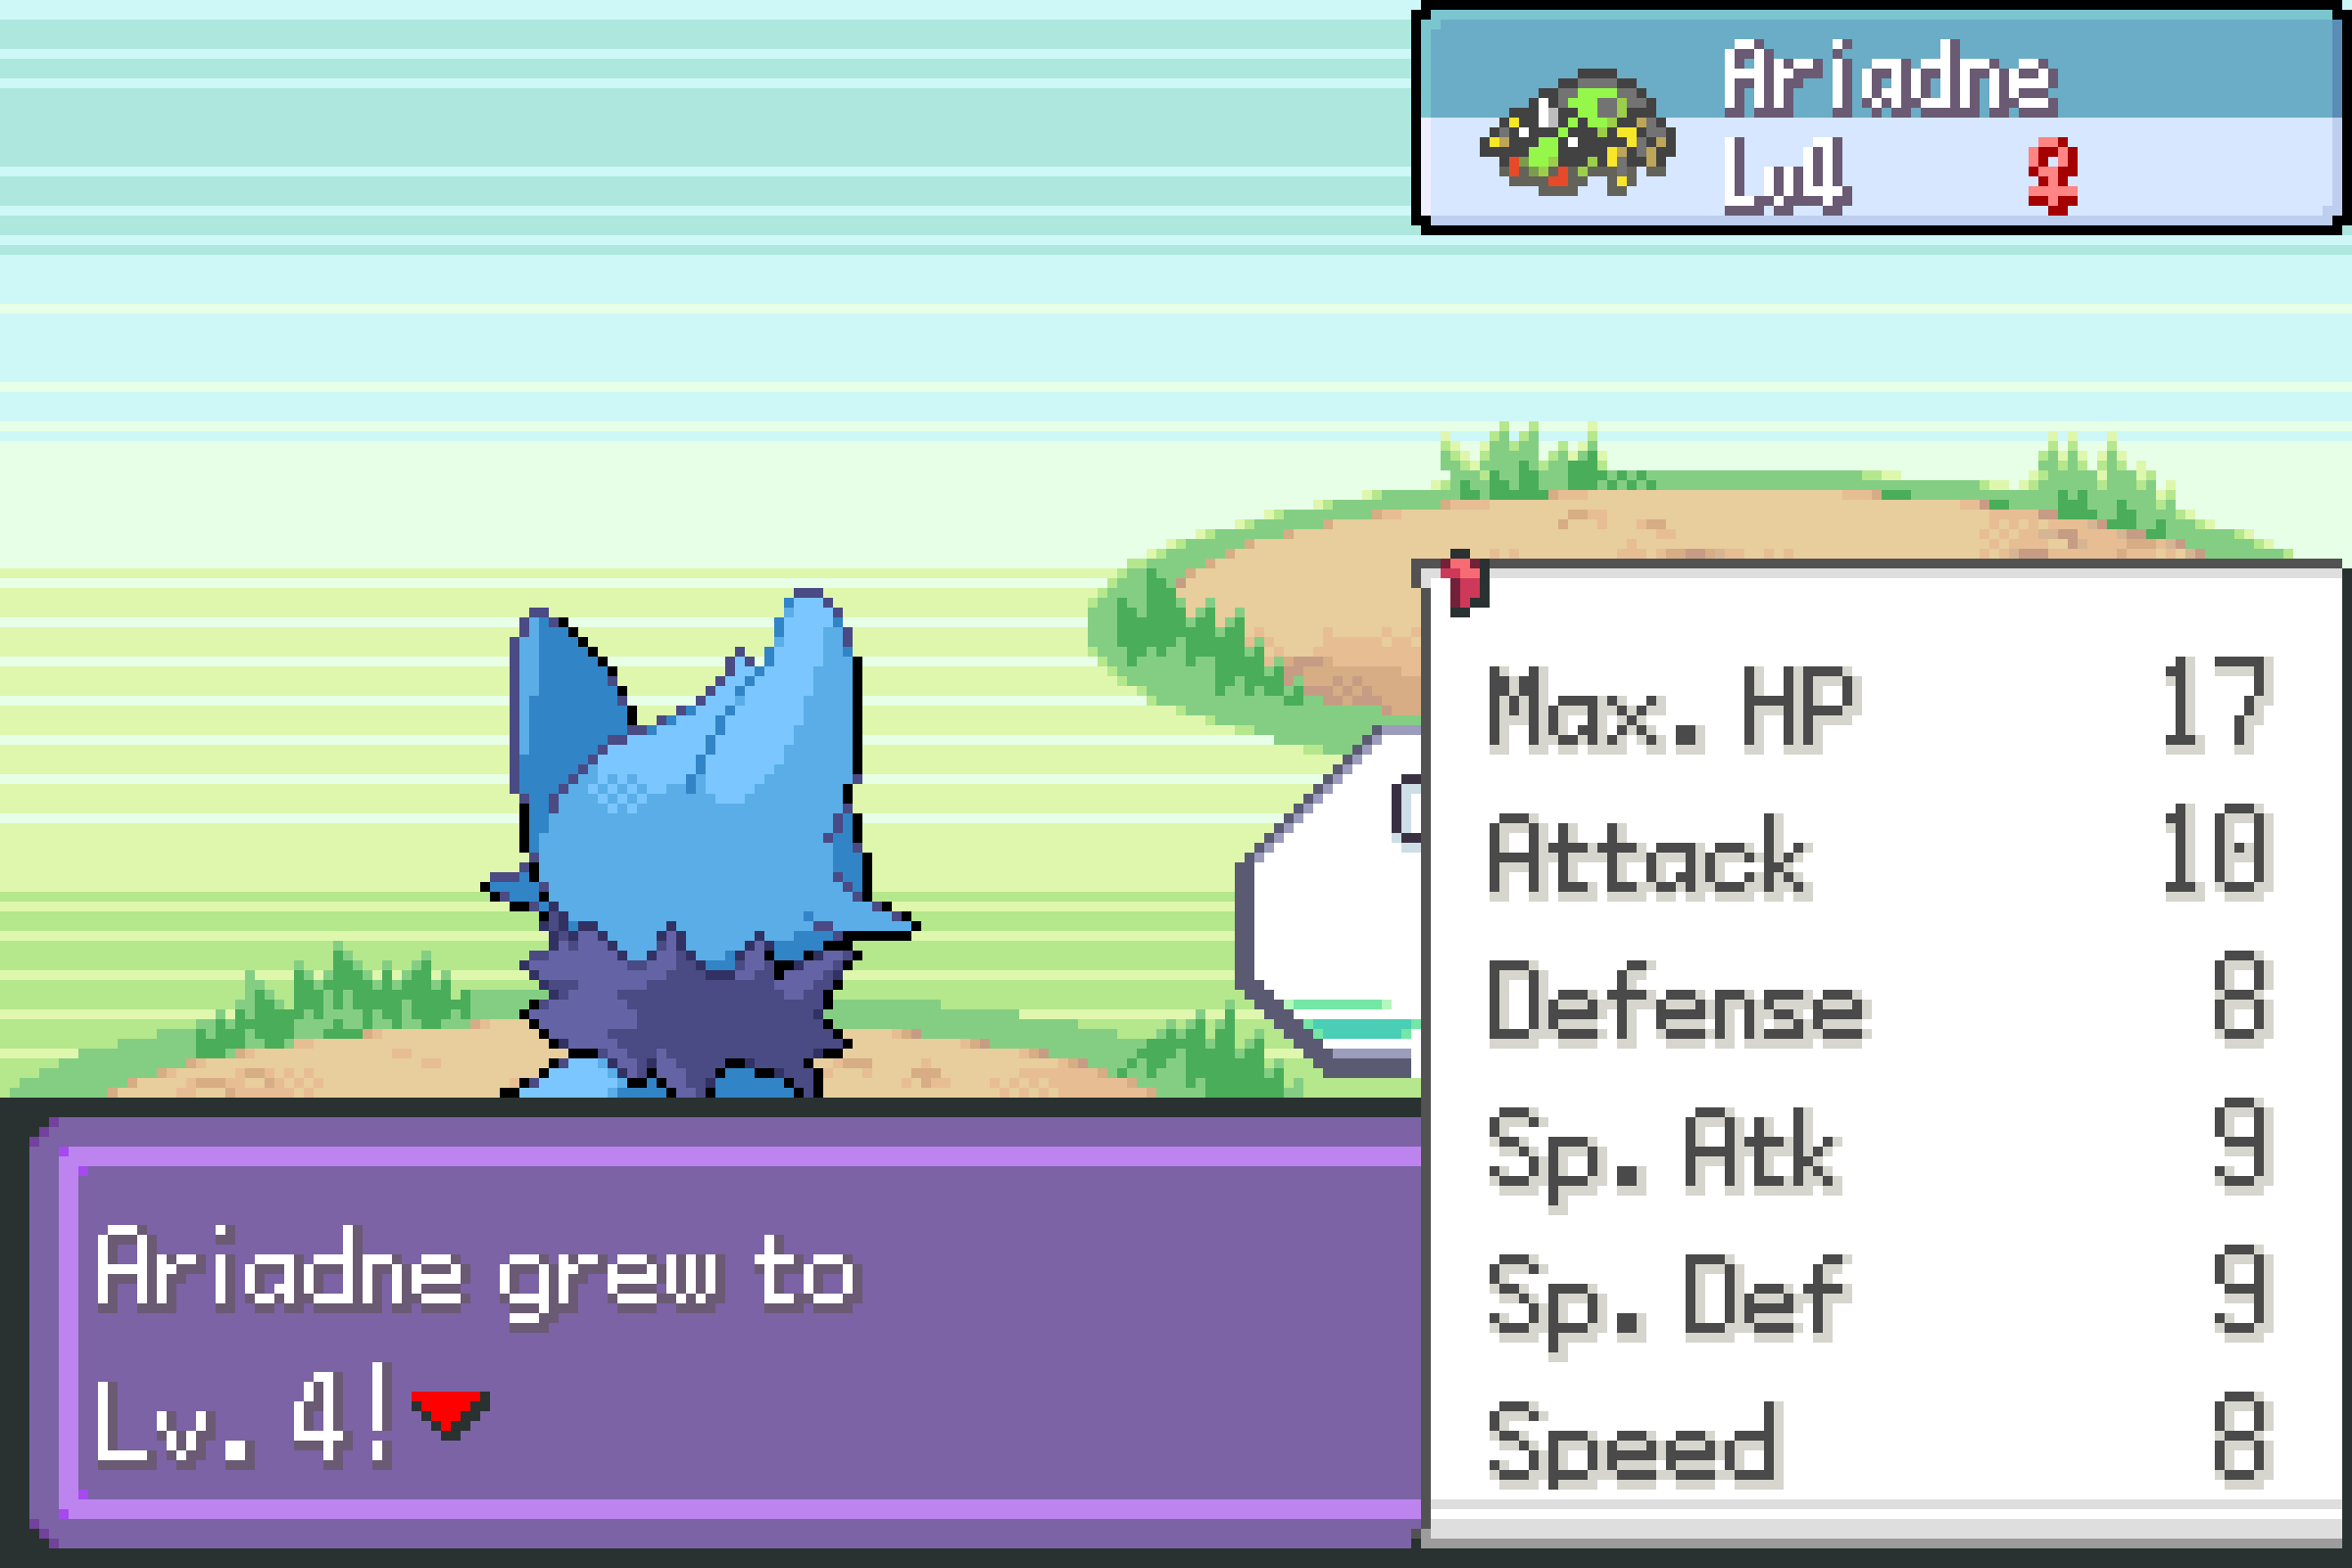 Ariadne
Lv4 ♀
Max. HP 17
Attack 10
Defense 8
Sp. Atk 9
Sp. Def 9
Speed 8
Ariadne grew to
Lv. 4!